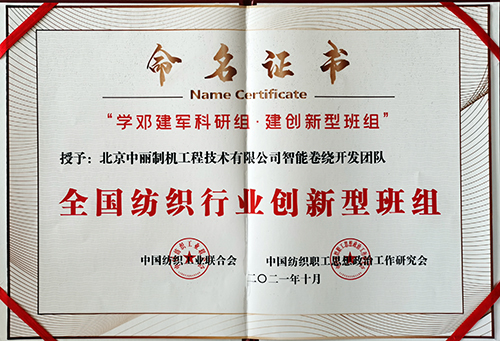 命名证书
Name Certificate
“学邓建军科研组·建创新型班组”
授予：北京中丽制机工程技术有限公司智能卷绕开发团队
全国纺织行业创新型班组
中国纺织工业联合会 中国纺织职工思想政治工作研究会
二〇二一年十月